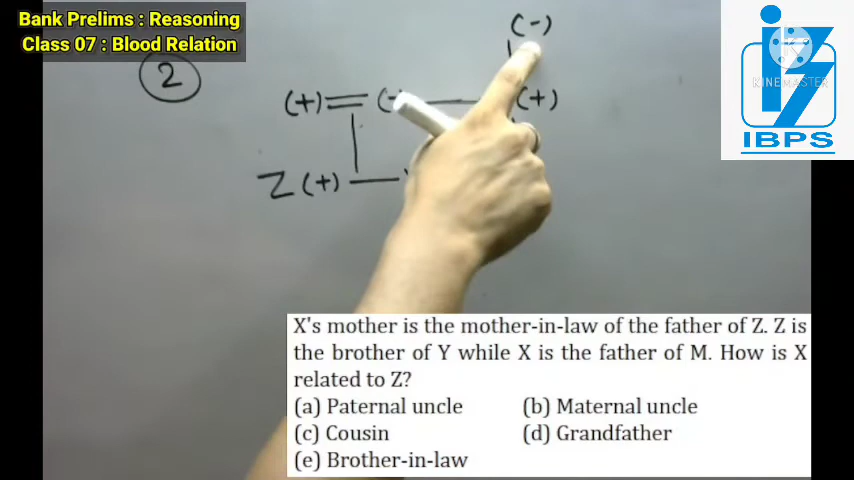 Bank Prelims : Reasoning
Class 07 : Blood Relation
2
(-)
(+) = 
(+)
Z (+)
KINEMASTER
IBPS
X's mother is the mother-in-law of the father of Z. Z is
the brother of Y while X is the father of M. How is X
related to Z?
(a) Paternal uncle (b) Maternal uncle
(c) Cousin (d) Grandfather
(e) Brother-in-law